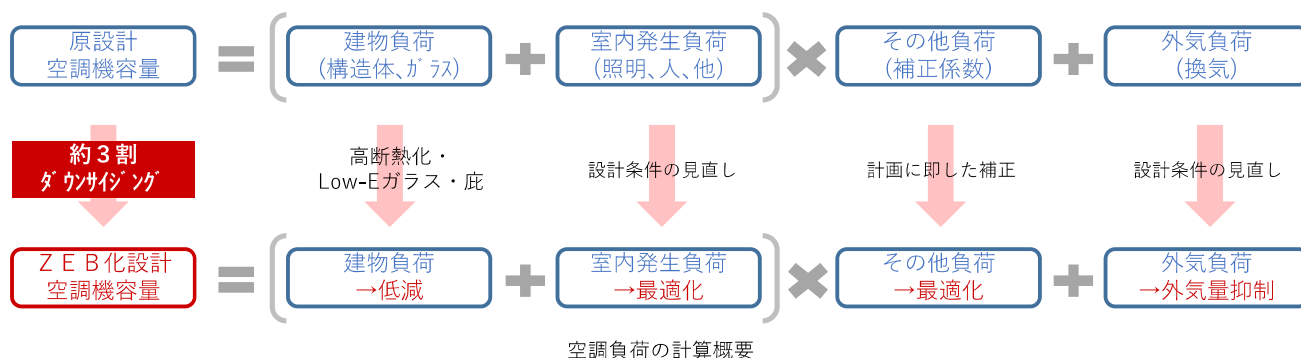 原設計
空調機容量
＝
建物負荷
(構造体、ｶﾞﾗｽ)
＋
室内発生負荷
(照明、人、他)
×
その他負荷
(補正係数)
＋
外気負荷
(換気)
約３割
ﾀﾞｳﾝｻｲｼﾞﾝｸﾞ
高断熱化・
Low-Eガラス・庇
設計条件の見直し
計画に即した補正
設計条件の見直し
ＺＥＢ化設計
空調機容量
＝
建物負荷
→低減
＋
室内発生負荷
→最適化
×
その他負荷
→最適化
＋
外気負荷
→外気量抑制
空調負荷の計算概要